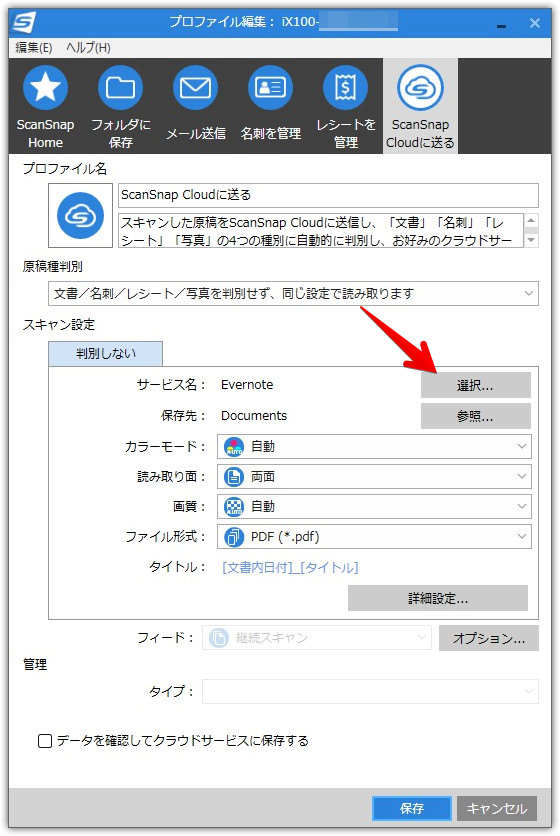 プロファイル編集： iX100-
編集(E) ヘルプ(H)
ScanSnap
Home
フォルダに
保存
メール送信
名刺を管理
レシートを
管理
ScanSnap
Cloudに送る
プロファイル名
ScanSnap Cloudに送る
スキャンした原稿をScanSnap Cloudに送信し、「文書」「名刺」「レ
シート」「写真」の4つの種別に自動的に判別し、お好みのクラウドサー
原稿種判別
文書／名刺／レシート／写真を判別せず、同じ設定で読み取ります
スキャン設定
判別しない
サービス名： Evernote 選択...
保存先： Documents 参照...
カラーモード： AUTO 自動
読み取り面： 両面
画質： AUTO 自動
ファイル形式： PDF (*.pdf)
タイトル： [文書内日付]_[タイトル]
詳細設定...
フィード： 継続スキャン オプション...
管理
タイプ：
データを確認してクラウドサービスに保存する
保存 キャンセル